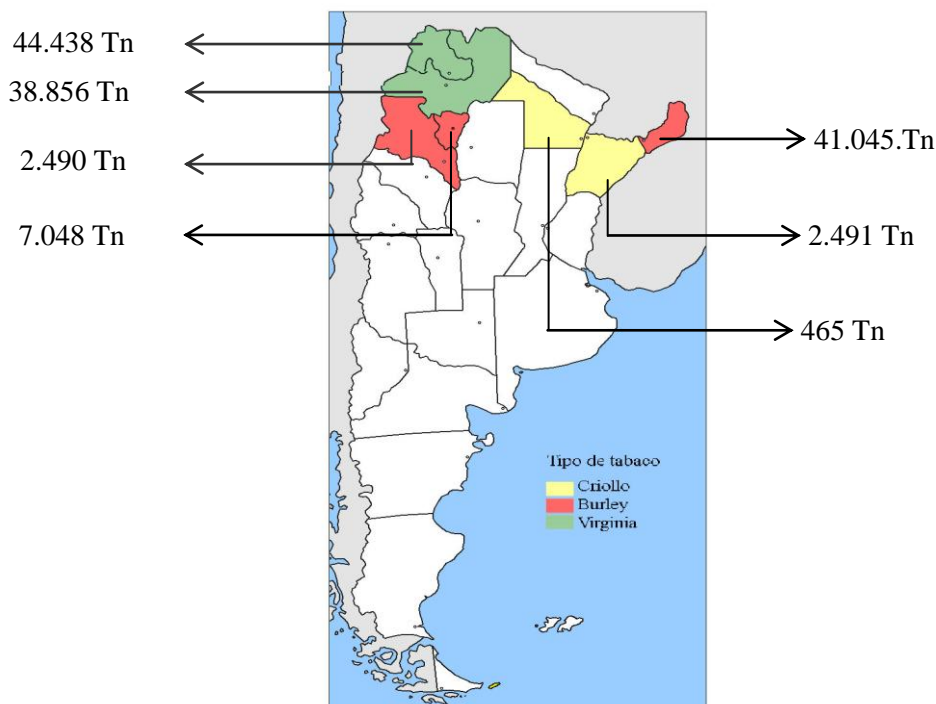 44.438 Tn
38.856 Tn
2.490 Tn
7.048 Tn
41.045.Tn
2.491 Tn
465 Tn
Tipo de tabaco
Criollo
Burley
Virginia